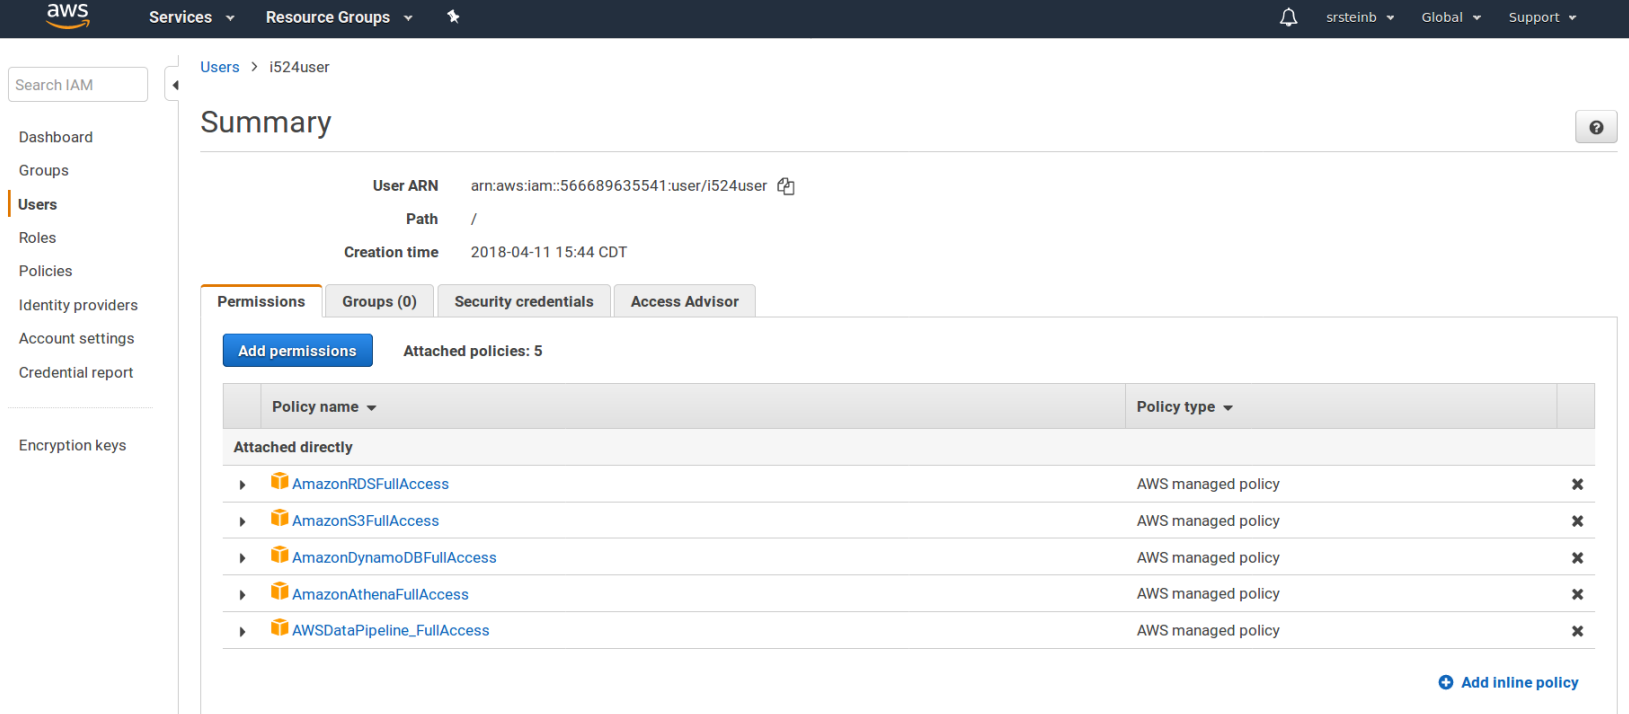 aws Services Resource Groups srsteinb Global Support
Search IAM
Dashboard
Groups
Users
Roles
Policies
Identity providers
Account settings
Credential report
Encryption keys
Users > i524user
Summary
?
User ARN arn:aws:iam::566689635541:user/i524user
Path /
Creation time 2018-04-11 15:44 CDT
Permissions Groups (0) Security credentials Access Advisor
Add permissions Attached policies: 5
Policy name Policy type
Attached directly
AmazonRDSFullAccess AWS managed policy
AmazonS3FullAccess AWS managed policy
AmazonDynamoDBFullAccess AWS managed policy
AmazonAthenaFullAccess AWS managed policy
AWSDataPipeline_FullAccess AWS managed policy
Add inline policy